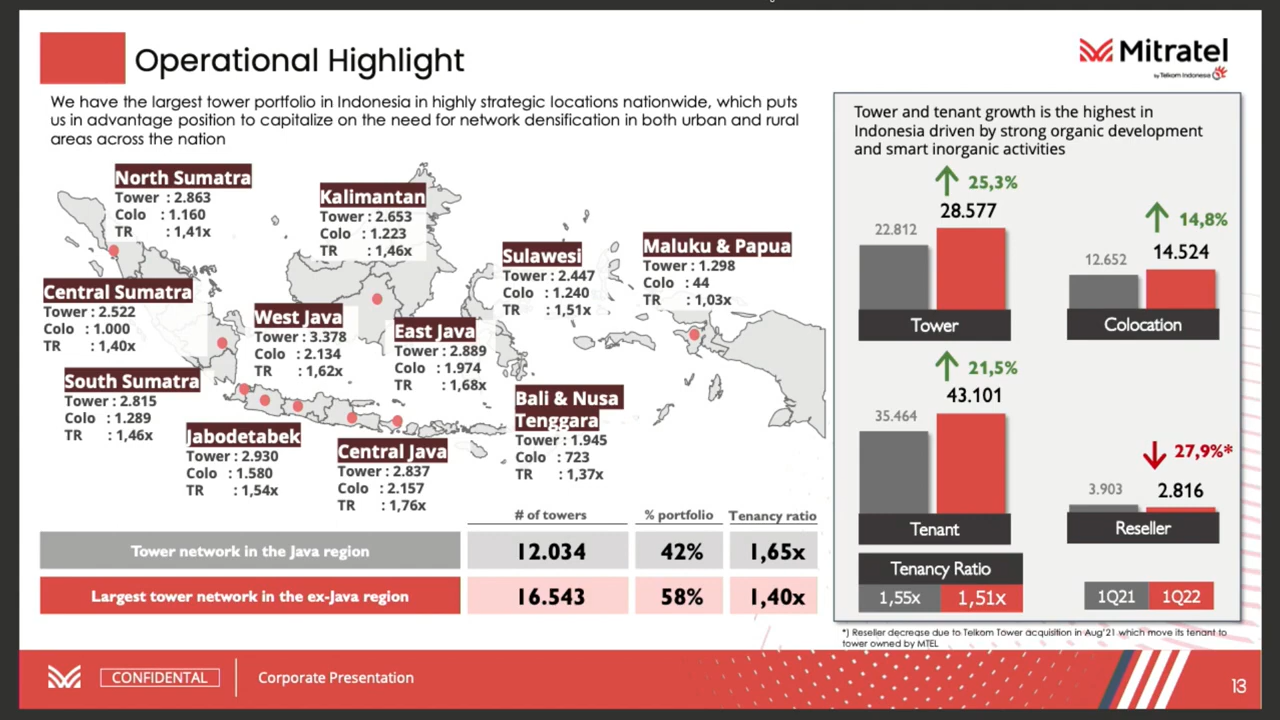 Operational Highlight
Mitratel
by Telkom Indonesia
We have the largest tower portfolio in Indonesia in highly strategic locations nationwide, which puts
us in advantage position to capitalize on the need for network densification in both urban and rural
areas across the nation
North Sumatra
Tower : 2.863
Colo : 1.160
TR : 1,41x
Kalimantan
Tower : 2.653
Colo : 1.223
TR : 1,46x
Sulawesi
Tower : 2.447
Colo : 1.240
TR : 1,51x
Maluku & Papua
Tower : 1.298
Colo : 44
TR : 1,03x
Central Sumatra
Tower : 2.522
Colo : 1.000
TR : 1,40x
West Java
Tower : 3.378
Colo : 2.134
TR : 1,62x
East Java
Tower : 2.889
Colo : 1.974
TR : 1,68x
South Sumatra
Tower : 2.815
Colo : 1.289
TR : 1,46x
Jabodetabek
Tower : 2.930
Colo : 1.580
TR : 1,54x
Central Java
Tower : 2.837
Colo : 2.157
TR : 1,76x
Bali & Nusa
Tenggara
Tower : 1.945
Colo : 723
TR : 1,37x
# of towers % portfolio Tenancy ratio
Tower network in the Java region 12.034 42% 1,65x
Largest tower network in the ex-Java region 16.543 58% 1,40x
Tower and tenant growth is the highest in
Indonesia driven by strong organic development
and smart inorganic activities
25,3%
22.812 28.577
Tower
14,8%
12.652 14.524
Colocation
21,5%
35.464 43.101
Tenant
27,9%*
3.903 2.816
Reseller
Tenancy Ratio
1,55x 1,51x
1Q21 1Q22
*) Reseller decrease due to Telkom Tower acquisition in Aug'21 which move its tenant to
tower owned by MTEL
CONFIDENTIAL
Corporate Presentation
13